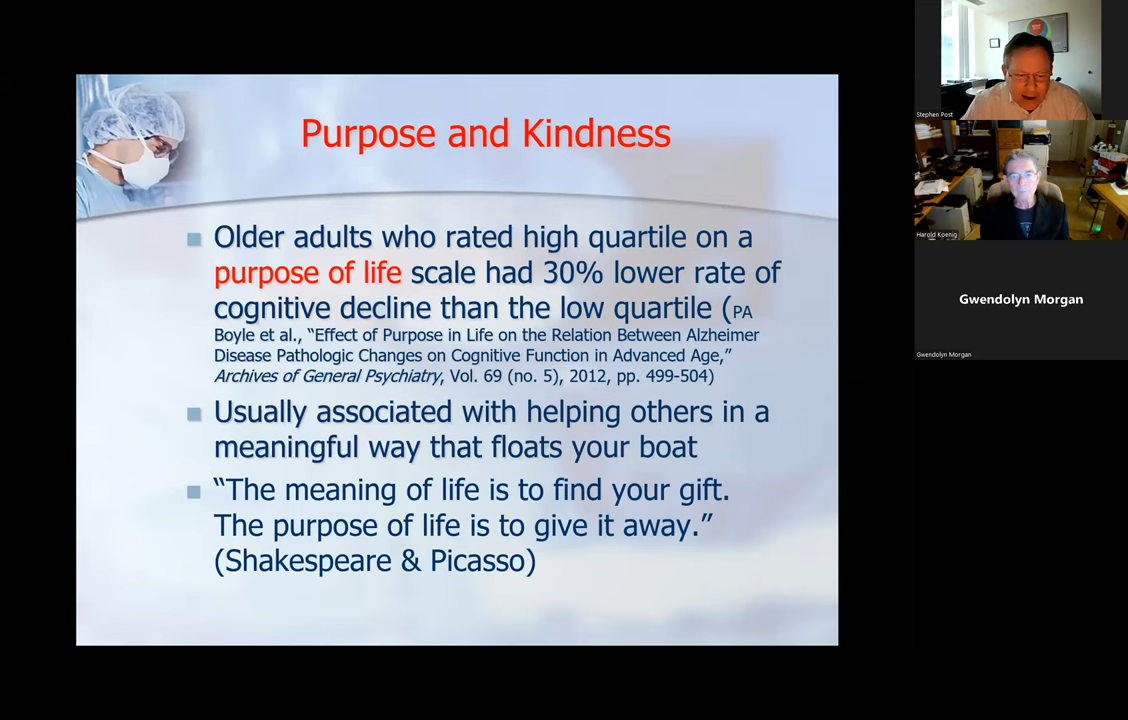 Purpose and Kindness
Older adults who rated high quartile on a
purpose of life scale had 30% lower rate of
cognitive decline than the low quartile (PA
Boyle et al., “Effect of Purpose in Life on the Relation Between Alzheimer
Disease Pathologic Changes on Cognitive Function in Advanced Age,”
Archives of General Psychiatry, Vol. 69 (no. 5), 2012, pp. 499-504)
Usually associated with helping others in a
meaningful way that floats your boat
“The meaning of life is to find your gift.
The purpose of life is to give it away.”
(Shakespeare & Picasso)
Stephen Post
Harold Koenig
Gwendolyn Morgan
Gwendolyn Morgan